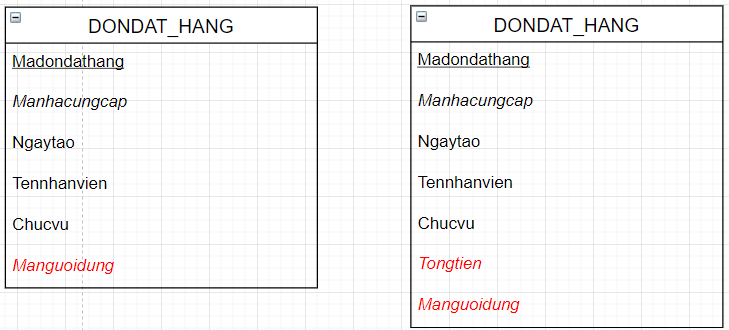 DONDAT_HANG
Madondathang
Manhacungcap
Ngaytao
Tennhanvien
Chucvu
Manguoidung
DONDAT_HANG
Madondathang
Manhacungcap
Ngaytao
Tennhanvien
Chucvu
Tongtien
Manguoidung